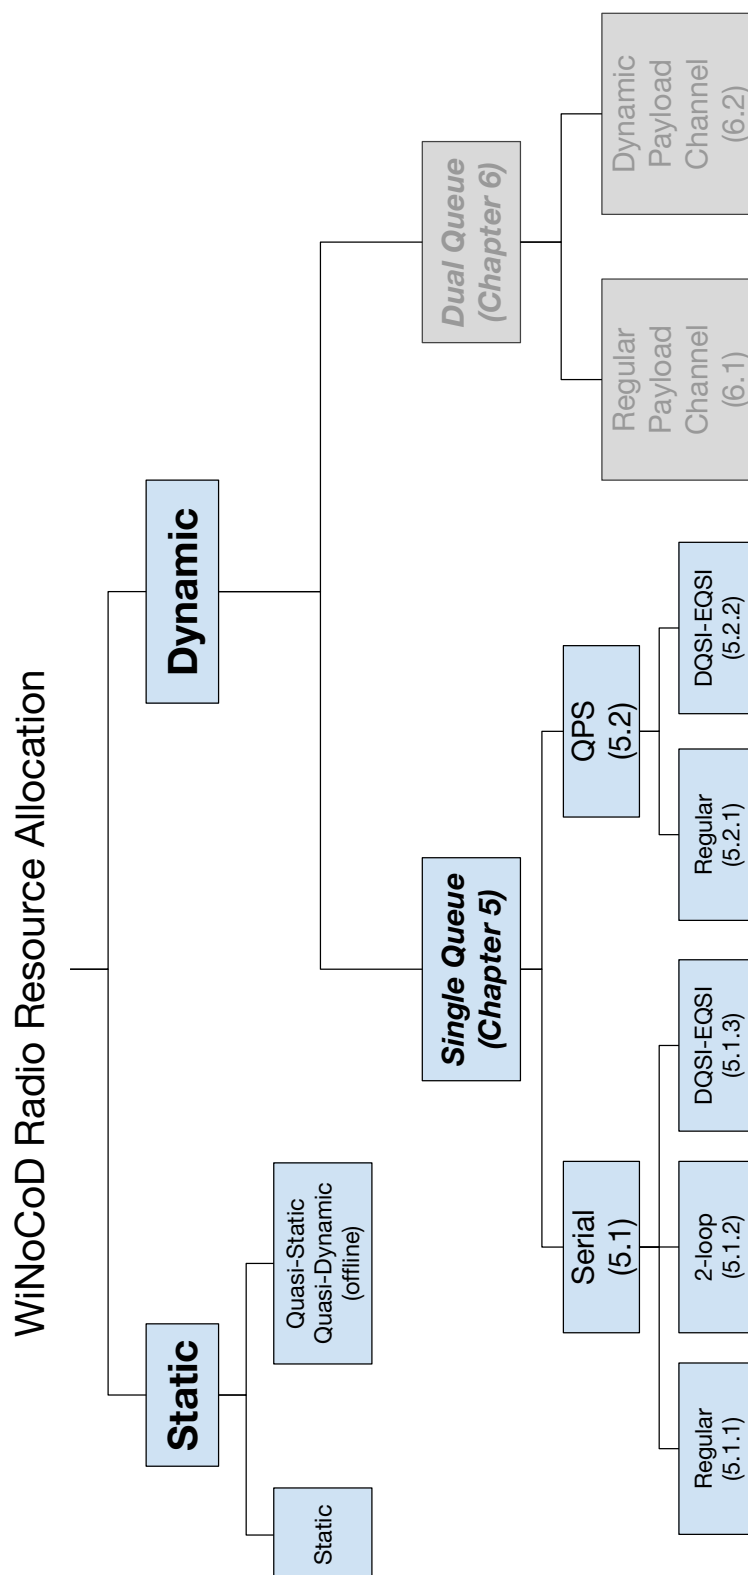 WiNoCoD Radio Resource Allocation
Static
Dynamic
Static
Quasi-Static
Quasi-Dynamic
(offline)
Single Queue
(Chapter 5)
Dual Queue
(Chapter 6)
Serial
(5.1)
QPS
(5.2)
Regular
Payload
Channel
(6.1)
Dynamic
Payload
Channel
(6.2)
Regular
(5.1.1)
2-loop
(5.1.2)
DQSI-EQSI
(5.1.3)
Regular
(5.2.1)
DQSI-EQSI
(5.2.2)